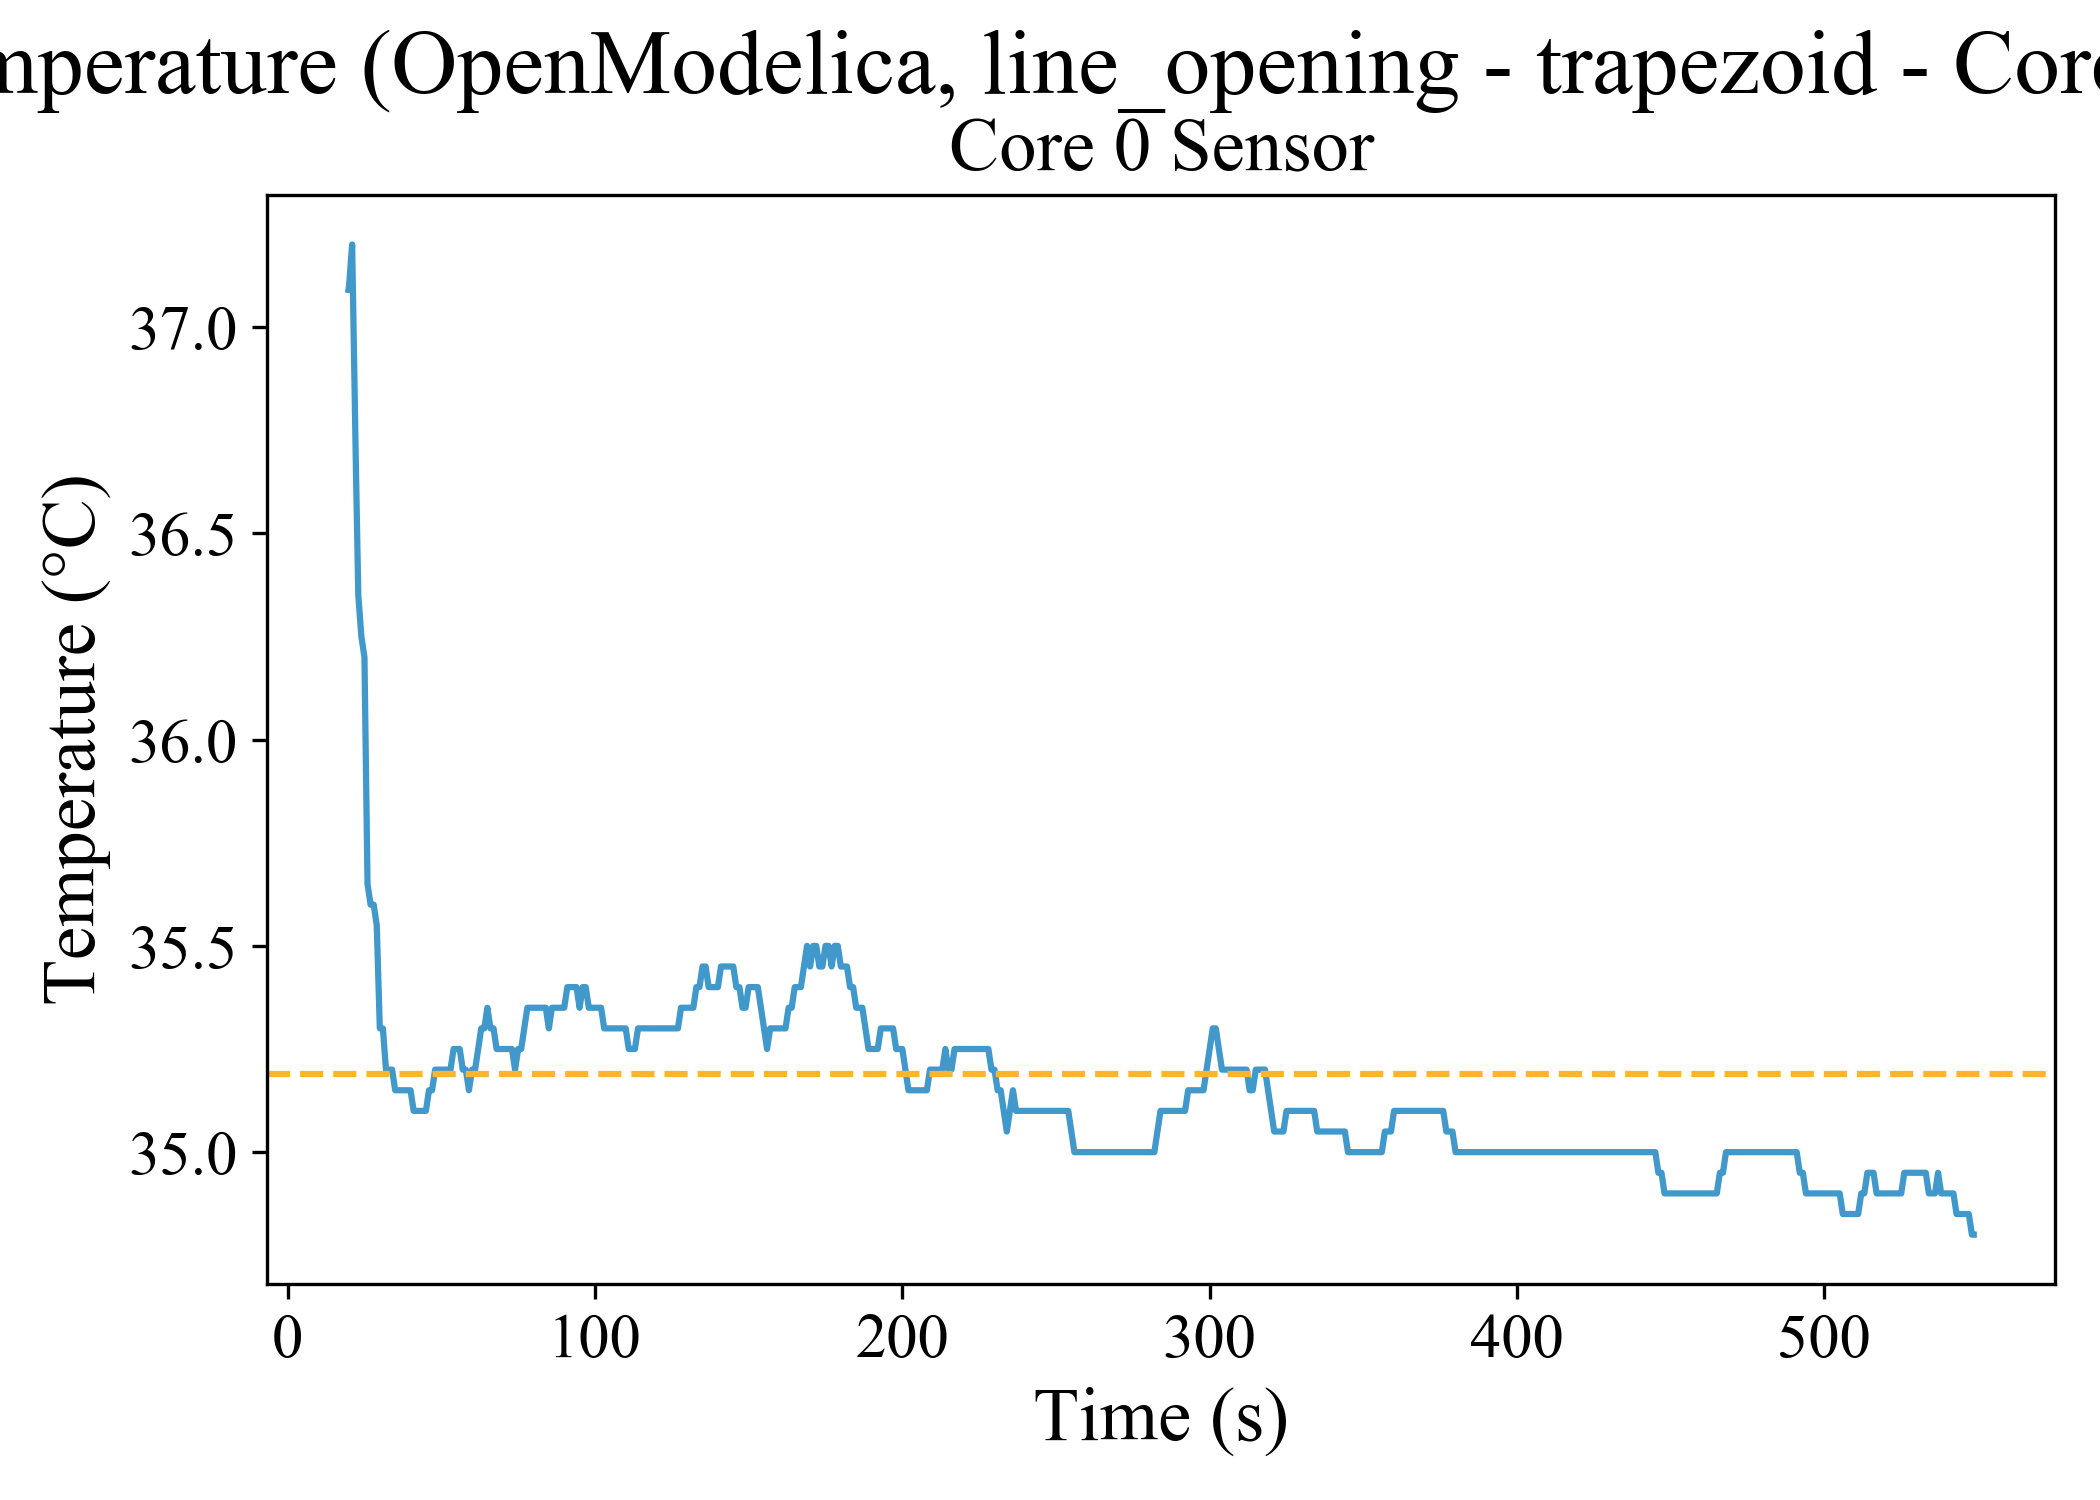 mperature (OpenModelica, line_opening - trapezoid - Core
Core 0 Sensor
Temperature (°C)
37.0
36.5
36.0
35.5
35.0
0 100 200 300 400 500
Time (s)